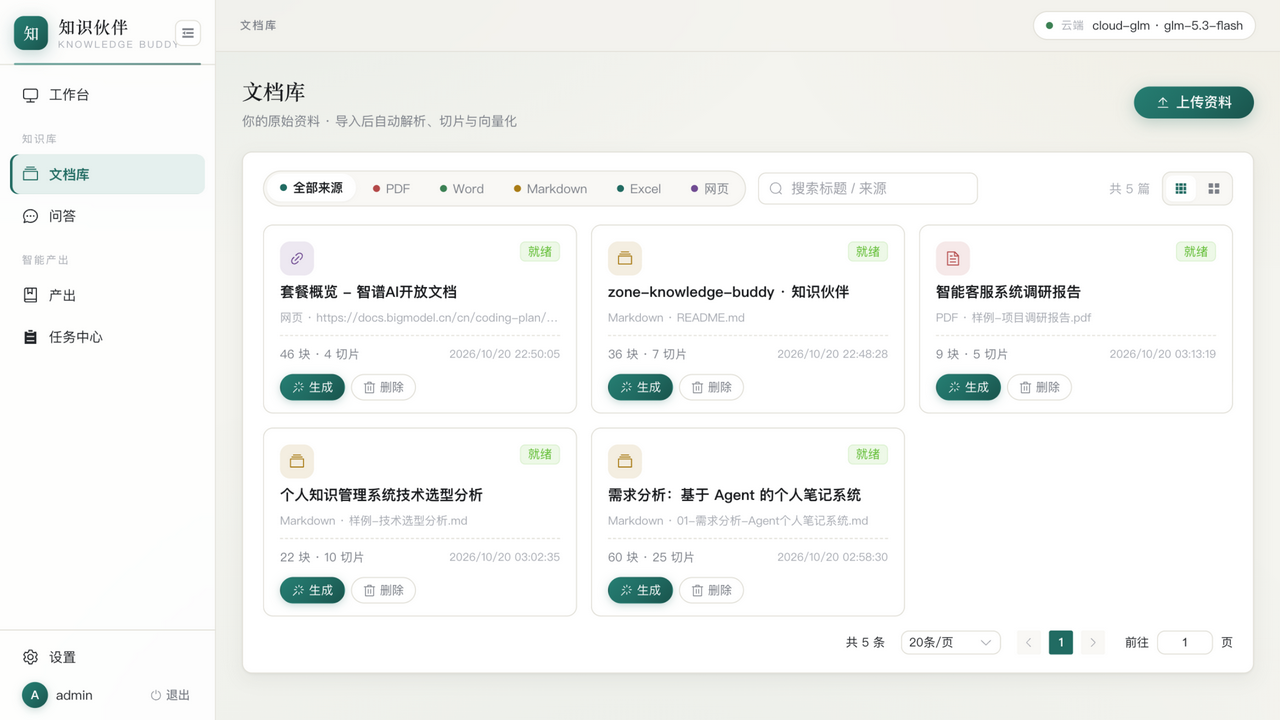 知
知识伙伴
KNOWLEDGE BUDDY
工作台
知识库
文档库
问答
智能产出
产出
任务中心
设置
A admin 退出
文档库
云端 cloud-glm · glm-5.3-flash
文档库
你的原始资料 · 导入后自动解析、切片与向量化
上传资料
全部来源 PDF Word Markdown Excel 网页 搜索标题 / 来源 共 5 篇
就绪
套餐概览 - 智谱AI开放文档
网页 · https://docs.bigmodel.cn/cn/coding-plan/...
46 块 · 4 切片 2026/10/20 22:50:05
生成 删除
就绪
zone-knowledge-buddy · 知识伙伴
Markdown · README.md
36 块 · 7 切片 2026/10/20 22:48:28
生成 删除
就绪
智能客服系统调研报告
PDF · 样例-项目调研报告.pdf
9 块 · 5 切片 2026/10/20 03:13:19
生成 删除
就绪
个人知识管理系统技术选型分析
Markdown · 样例-技术选型分析.md
22 块 · 10 切片 2026/10/20 03:02:35
生成 删除
就绪
需求分析：基于 Agent 的个人笔记系统
Markdown · 01-需求分析-Agent个人笔记系统.md
60 块 · 25 切片 2026/10/20 02:58:30
生成 删除
共 5 条 20条/页 1 前往 1 页